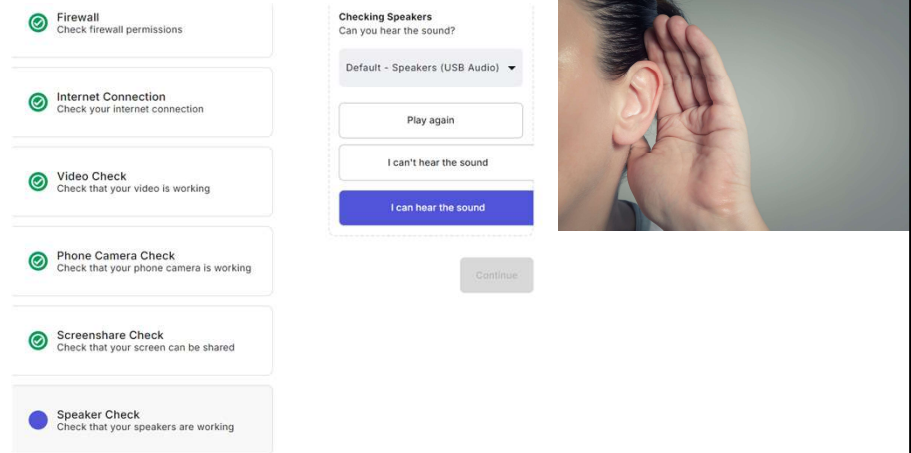 Firewall
Check firewall permissions
Internet Connection
Check your internet connection
Video Check
Check that your video is working
Phone Camera Check
Check that your phone camera is working
Screenshare Check
Check that your screen can be shared
Speaker Check
Check that your speakers are working
Checking Speakers
Can you hear the sound?
Default - Speakers (USB Audio)
Play again
I can't hear the sound
I can hear the sound
Continue